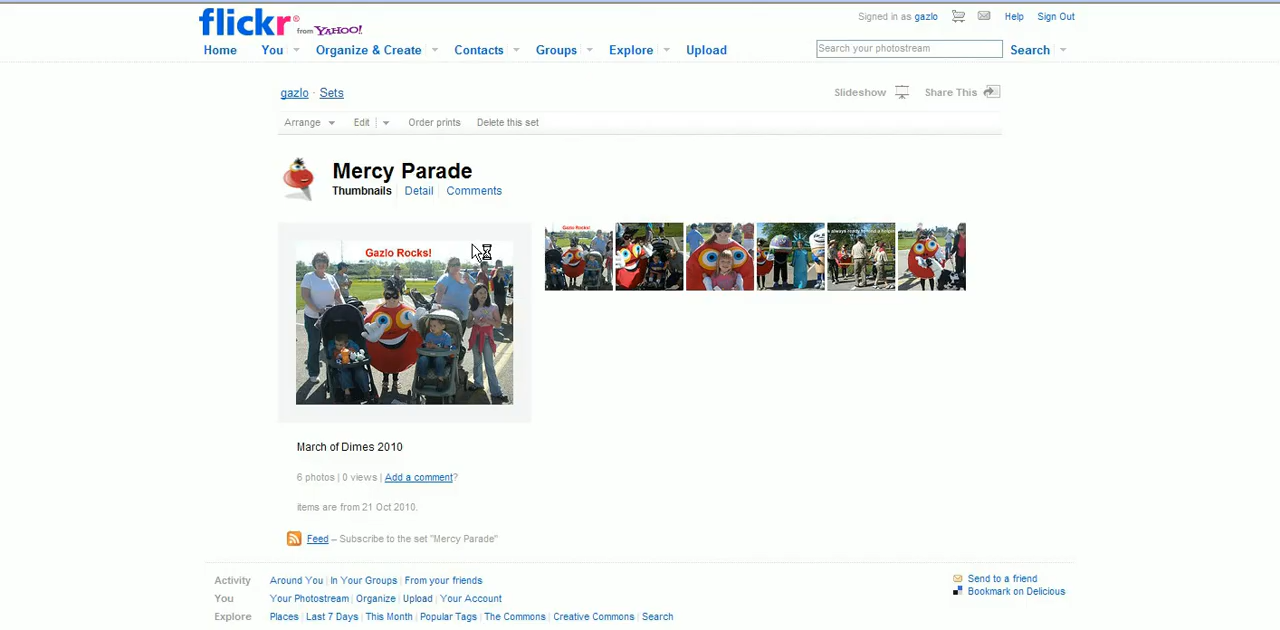 flickr® from YAHOO!
Signed in as gazlo Help Sign Out
Home You Organize & Create Contacts Groups Explore Upload
Search your photostream Search
gazlo · Sets
Slideshow Share This
Arrange Edit Order prints Delete this set
Mercy Parade
Thumbnails Detail Comments
Gazlo Rocks!
March of Dimes 2010
6 photos | 0 views | Add a comment?
items are from 21 Oct 2010.
Feed – Subscribe to the set "Mercy Parade"
Activity Around You | In Your Groups | From your friends
You Your Photostream | Organize | Upload | Your Account
Explore Places | Last 7 Days | This Month | Popular Tags | The Commons | Creative Commons | Search
Send to a friend
Bookmark on Delicious